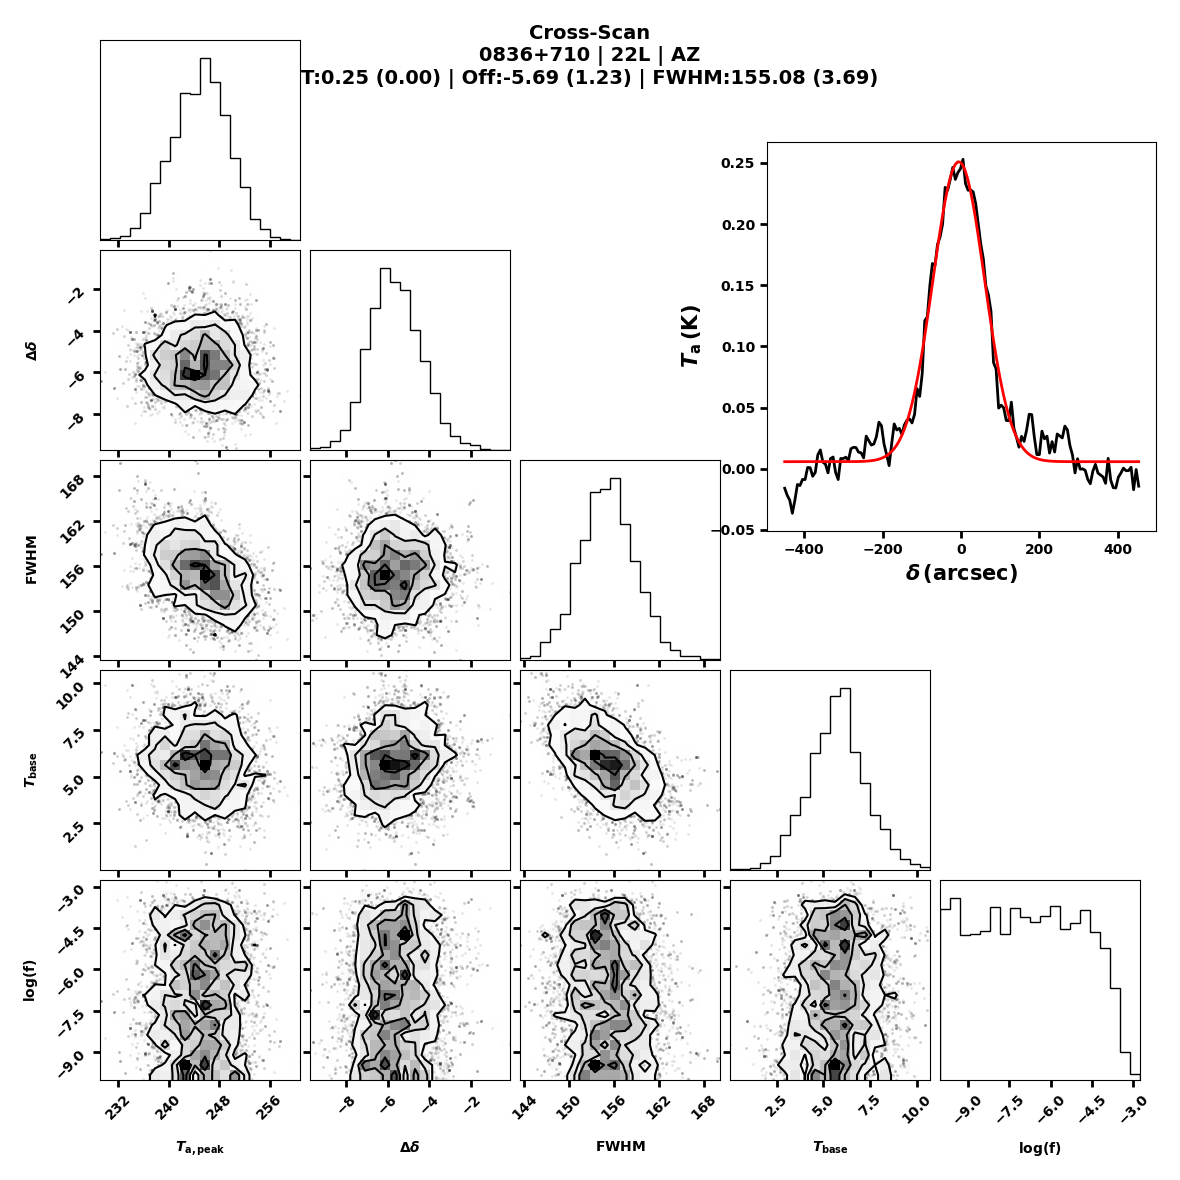 Cross-Scan
0836+710 | 22L | AZ
T:0.25 (0.00) | Off:-5.69 (1.23) | FWHM:155.08 (3.69)
0.25
0.20
0.15
0.10
0.05
0.00
−0.05
Ta (K)
−400 −200 0 200 400
δ (arcsec)
−2
−4
−6
−8
Δδ
168
162
156
150
144
FWHM
10.0
7.5
5.0
2.5
Tbase
−3.0
−4.5
−6.0
−7.5
−9.0
log(f)
232 240 248 256
−8 −6 −4 −2
144 150 156 162 168
2.5 5.0 7.5 10.0
−9.0 −7.5 −6.0 −4.5 −3.0
Ta,peak Δδ FWHM Tbase log(f)